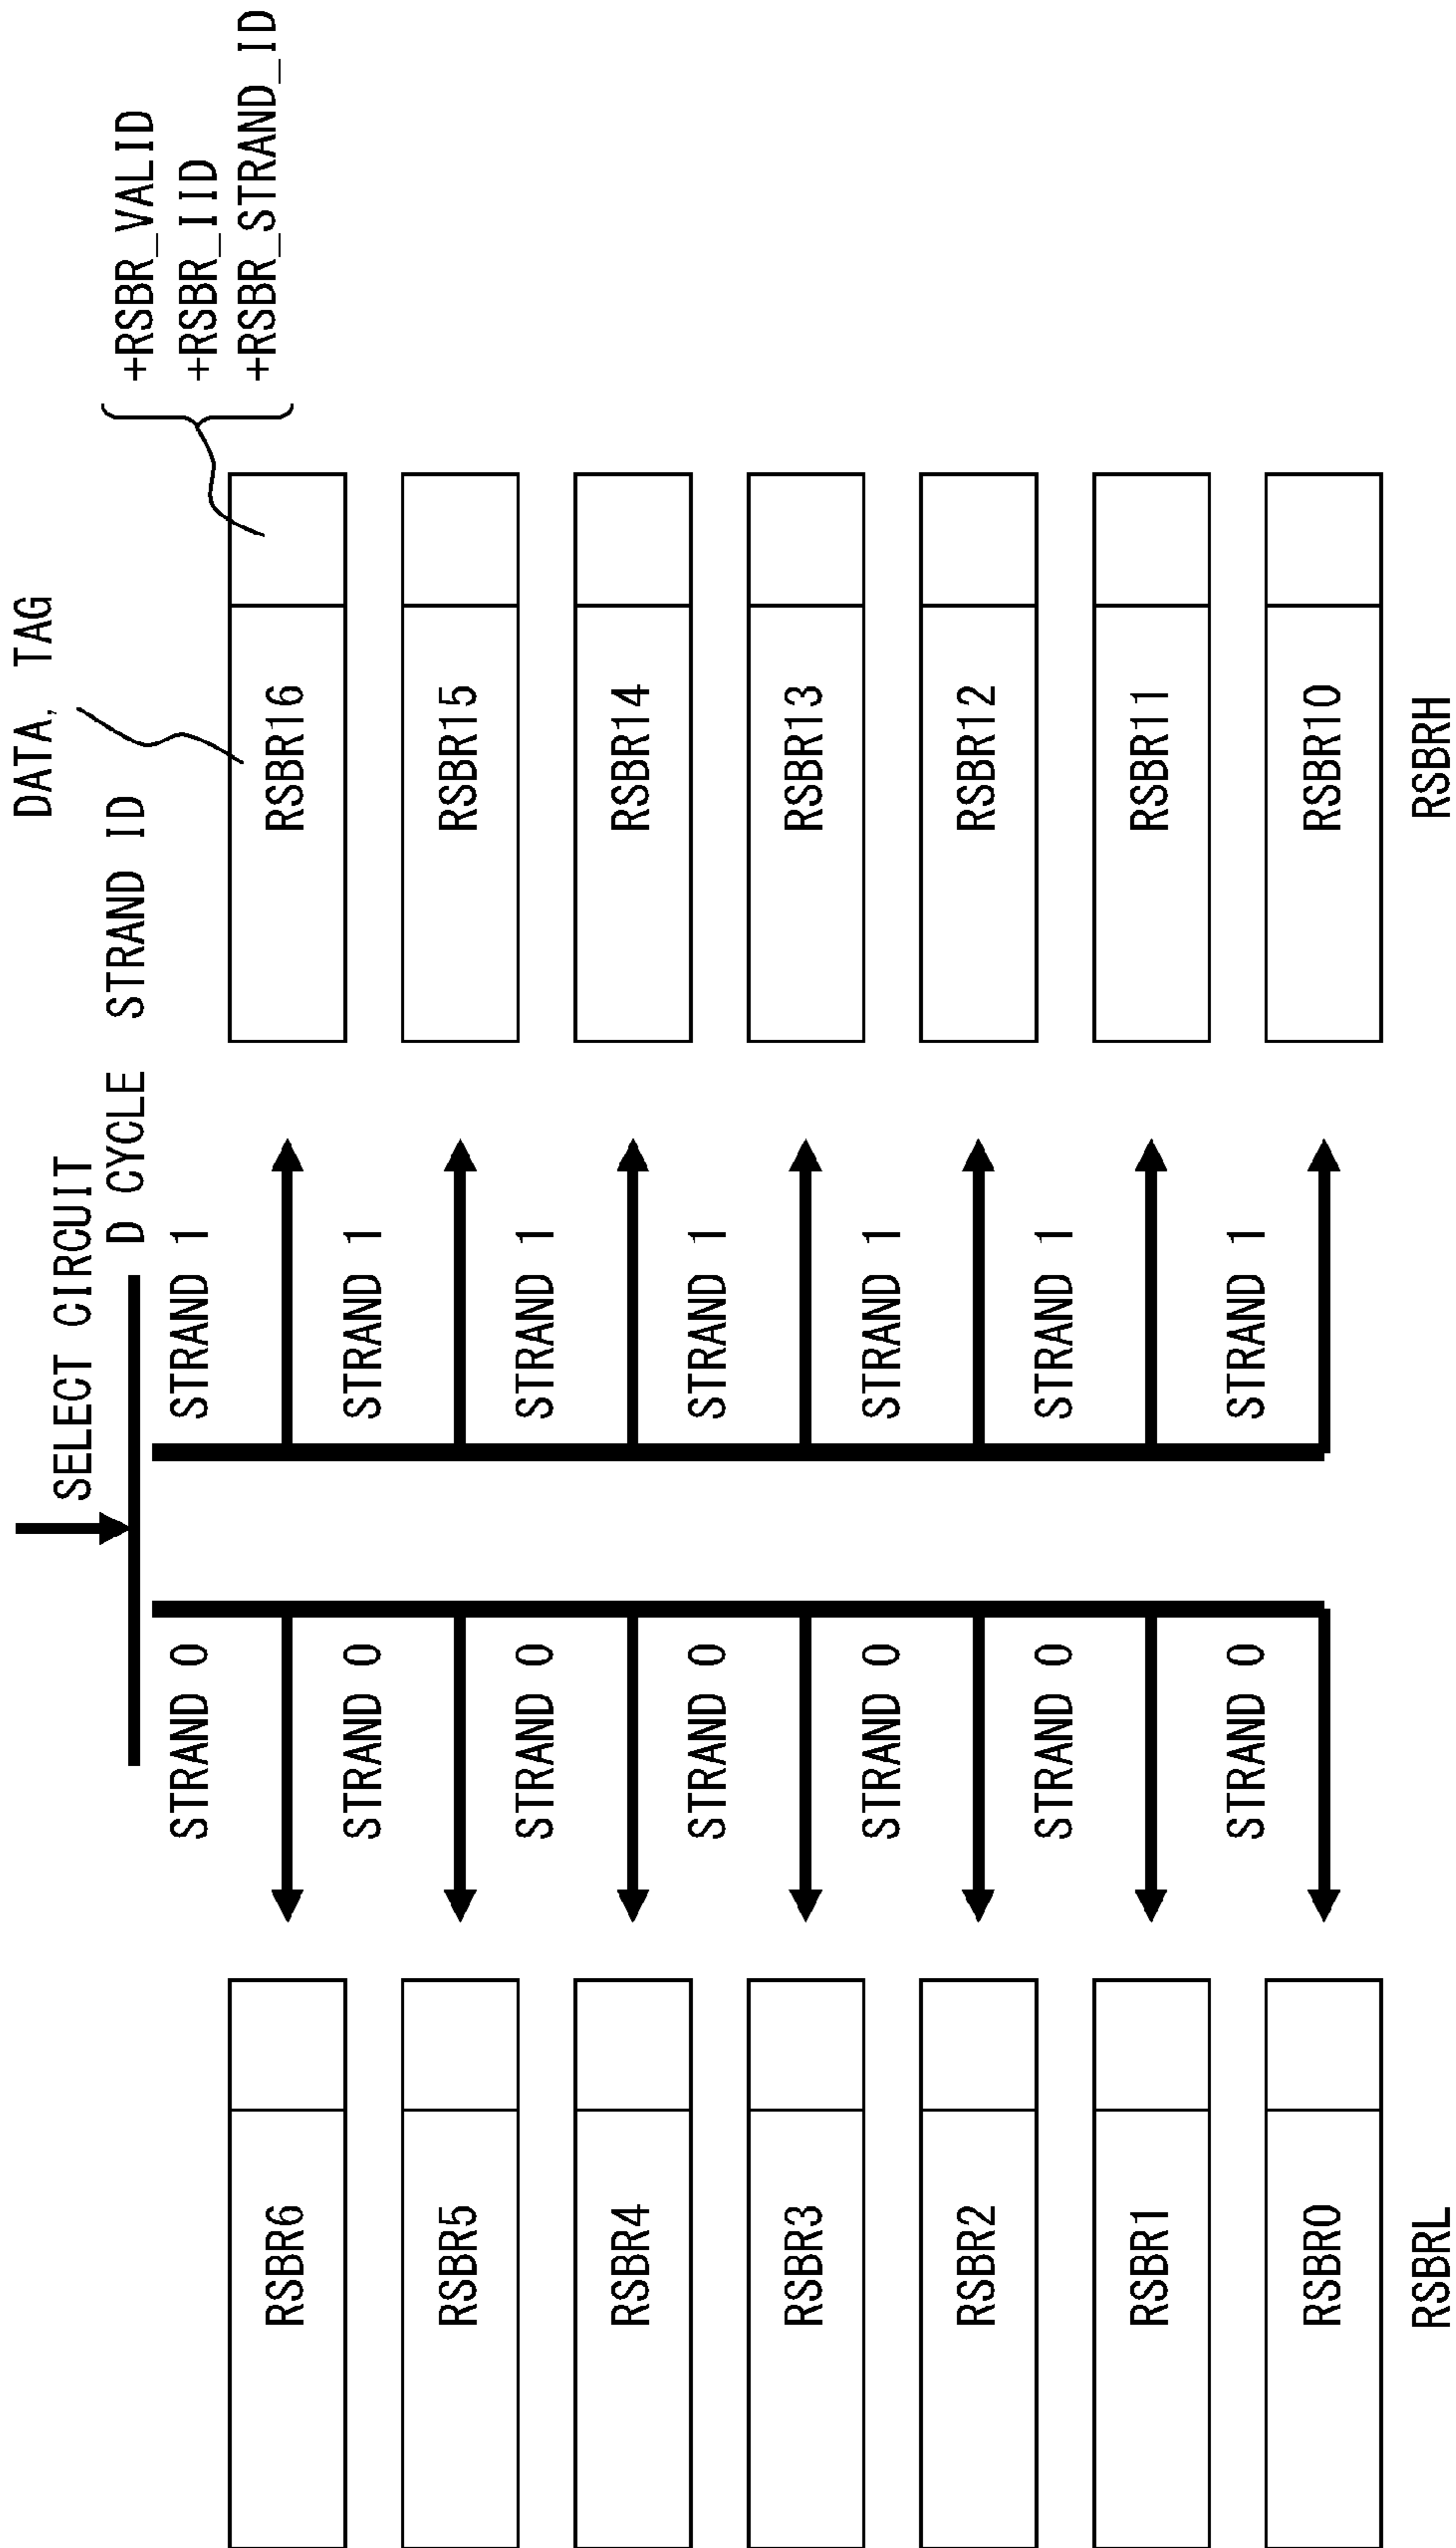 SELECT CIRCUIT
D CYCLE STRAND ID
DATA, TAG
+RSBR_VALID
+RSBR_IID
+RSBR_STRAND_ID
RSBR6
STRAND 0
STRAND 1
RSBR16
RSBR5
STRAND 0
STRAND 1
RSBR15
RSBR4
STRAND 0
STRAND 1
RSBR14
RSBR3
STRAND 0
STRAND 1
RSBR13
RSBR2
STRAND 0
STRAND 1
RSBR12
RSBR1
STRAND 0
STRAND 1
RSBR11
RSBR0
STRAND 0
STRAND 1
RSBR10
RSBRL
RSBRH